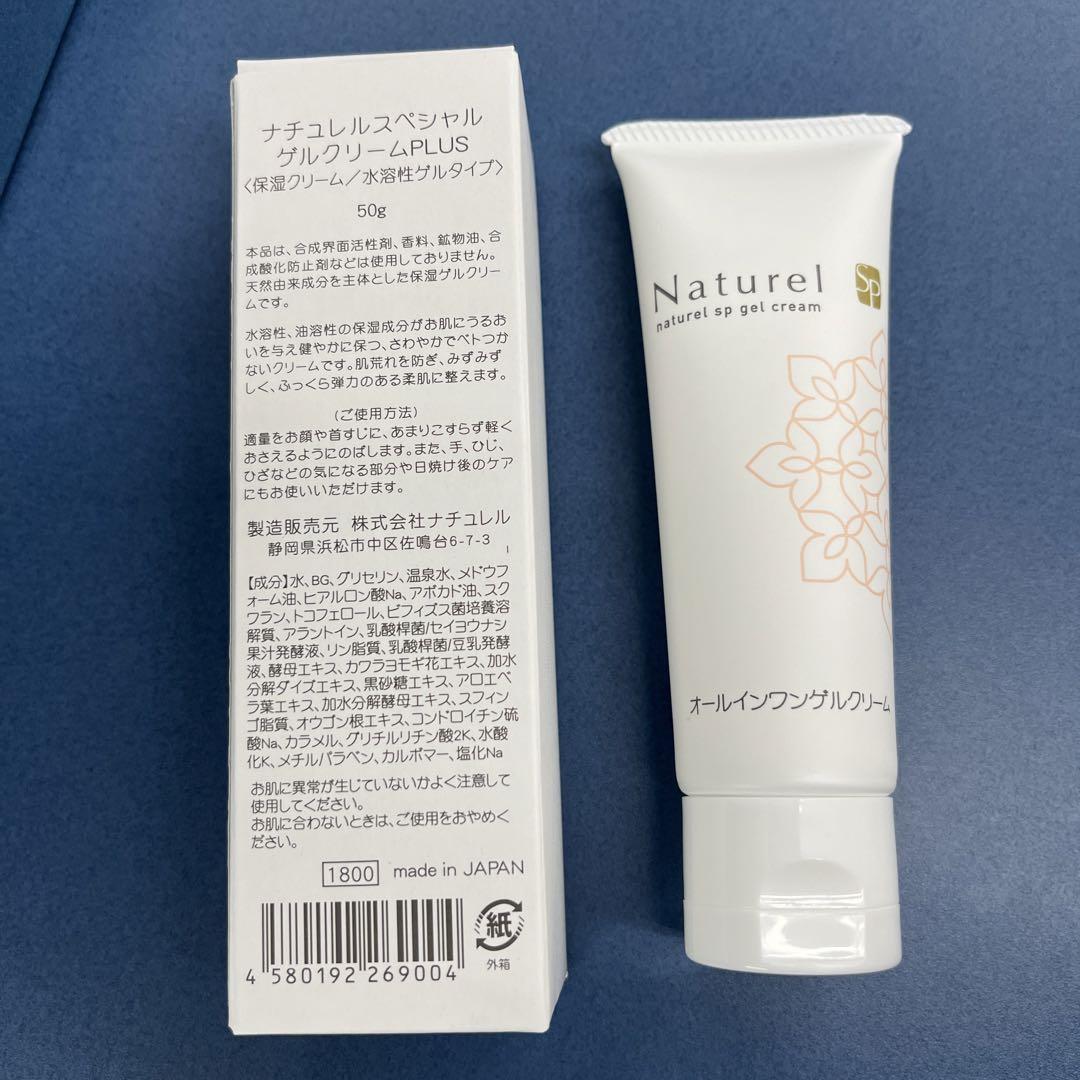 ナチュレルスペシャル
ゲルクリームPLUS
〈保湿クリーム／水溶性ゲルタイプ〉
50g
本品は、合成界面活性剤、香料、鉱物油、合
成酸化防止剤などは使用しておりません。
天然由来成分を主体とした保湿ゲルクリー
ムです。
水溶性、油溶性の保湿成分がお肌にうるお
いを与え健やかに保つ、さわやかでベトつか
ないクリームです。肌荒れを防ぎ、みずみず
しく、ふっくら弾力のある柔肌に整えます。
(ご使用方法)
適量をお顔や首すじに、あまりこすらず軽く
おさえるようにのばします。また、手、ひじ、
ひざなどの気になる部分や日焼け後のケア
にもお使いいただけます。
製造販売元 株式会社ナチュレル
静岡県浜松市中区佐鳴台6-7-3
【成分】水、BG、グリセリン、温泉水、メドウフ
ォーム油、ヒアルロン酸Na、アボカド油、スク
ワラン、トコフェロール、ビフィズス菌培養溶
解質、アラントイン、乳酸桿菌/セイヨウナシ
果汁発酵液、リン脂質、乳酸桿菌/豆乳発酵
液、酵母エキス、カワラヨモギ花エキス、加水
分解ダイズエキス、黒砂糖エキス、アロエベ
ラ葉エキス、加水分解酵母エキス、スフィン
ゴ脂質、オウゴン根エキス、コンドロイチン硫
酸Na、カラメル、グリチルリチン酸2K、水酸
化K、メチルパラベン、カルボマー、塩化Na
お肌に異常が生じていないかよく注意して
使用してください。
お肌に合わないときは、ご使用をおやめく
ださい。
1800 made in JAPAN
紙
外箱
4 580192 269004
Naturel
Sp
naturel sp gel cream
オールインワンゲルクリーム